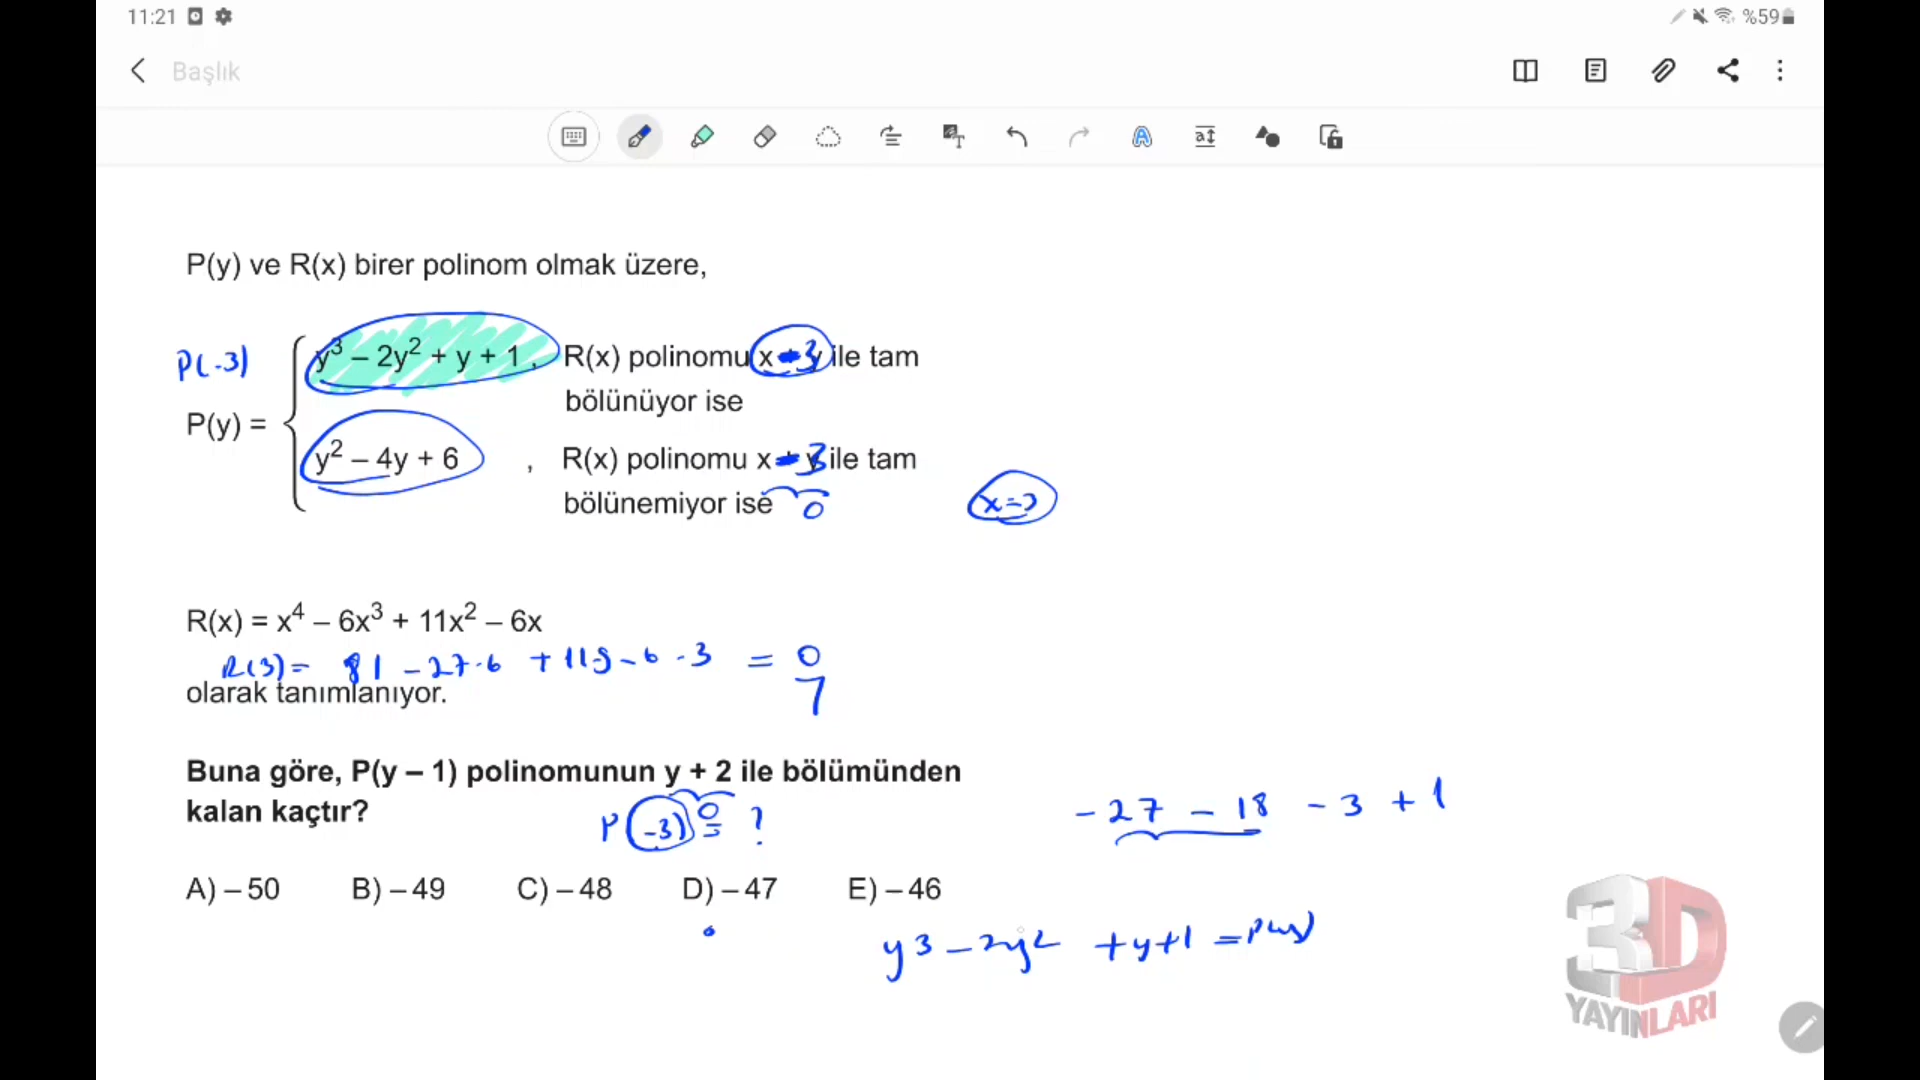 11:21
%59
Başlık
P(y) ve R(x) birer polinom olmak üzere,
P(-3)
y³ – 2y² + y + 1 , R(x) polinomu x + 3 ile tam
bölünüyor ise
P(y) =
y² – 4y + 6 , R(x) polinomu x - 3 ile tam
bölünemiyor ise 0
R(x) = x⁴ – 6x³ + 11x² – 6x
R(3) = 81 - 27·6 + 11·9 - 6·3 = 0
olarak tanımlanıyor.
Buna göre, P(y – 1) polinomunun y + 2 ile bölümünden
kalan kaçtır?
P(-3) = ?
0
-27 - 18 - 3 + 1
A) – 50 B) – 49 C) – 48 D) – 47 E) – 46
y3 - 2y2 + y + 1 = P(y)
3D
YAYINLARI